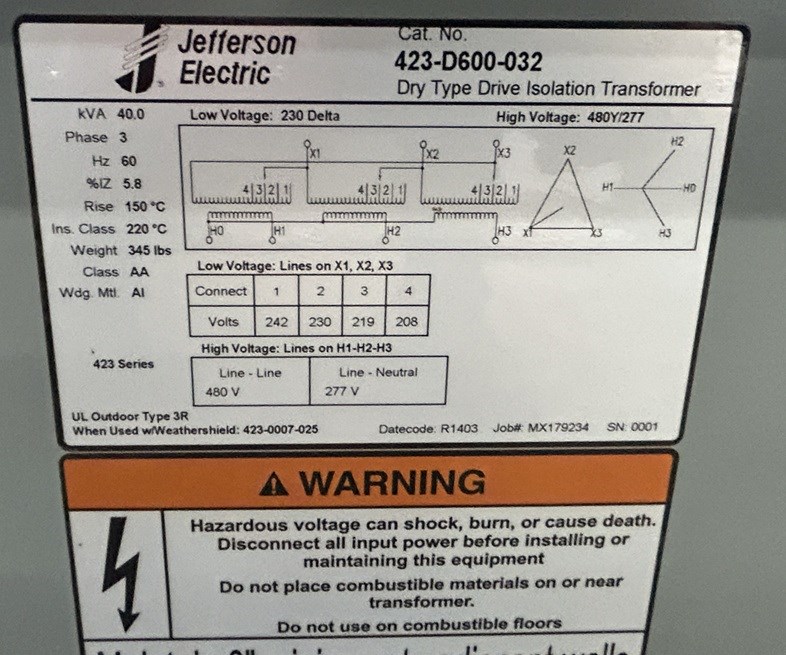 Jefferson
Electric
Cat. No.
423-D600-032
Dry Type Drive Isolation Transformer
kVA 40.0
Phase 3
Hz 60
%IZ 5.8
Rise 150 °C
Ins. Class 220 °C
Weight 345 lbs
Class AA
Wdg. Mtl. Al
423 Series
Low Voltage: 230 Delta High Voltage: 480Y/277
X1 X2 X3
4 3 2 1 4 3 2 1 4 3 2 1
H0 H1 H2 H3
X2
X1 X3
H2
H1 H0
H3
Low Voltage: Lines on X1, X2, X3
Connect 1 2 3 4
Volts 242 230 219 208
High Voltage: Lines on H1-H2-H3
Line - Line Line - Neutral
480 V 277 V
UL Outdoor Type 3R
When Used w/Weathershield: 423-0007-025 Datecode: R1403 Job#: MX179234 SN: 0001
WARNING
Hazardous voltage can shock, burn, or cause death.
Disconnect all input power before installing or
maintaining this equipment
Do not place combustible materials on or near
transformer.
Do not use on combustible floors